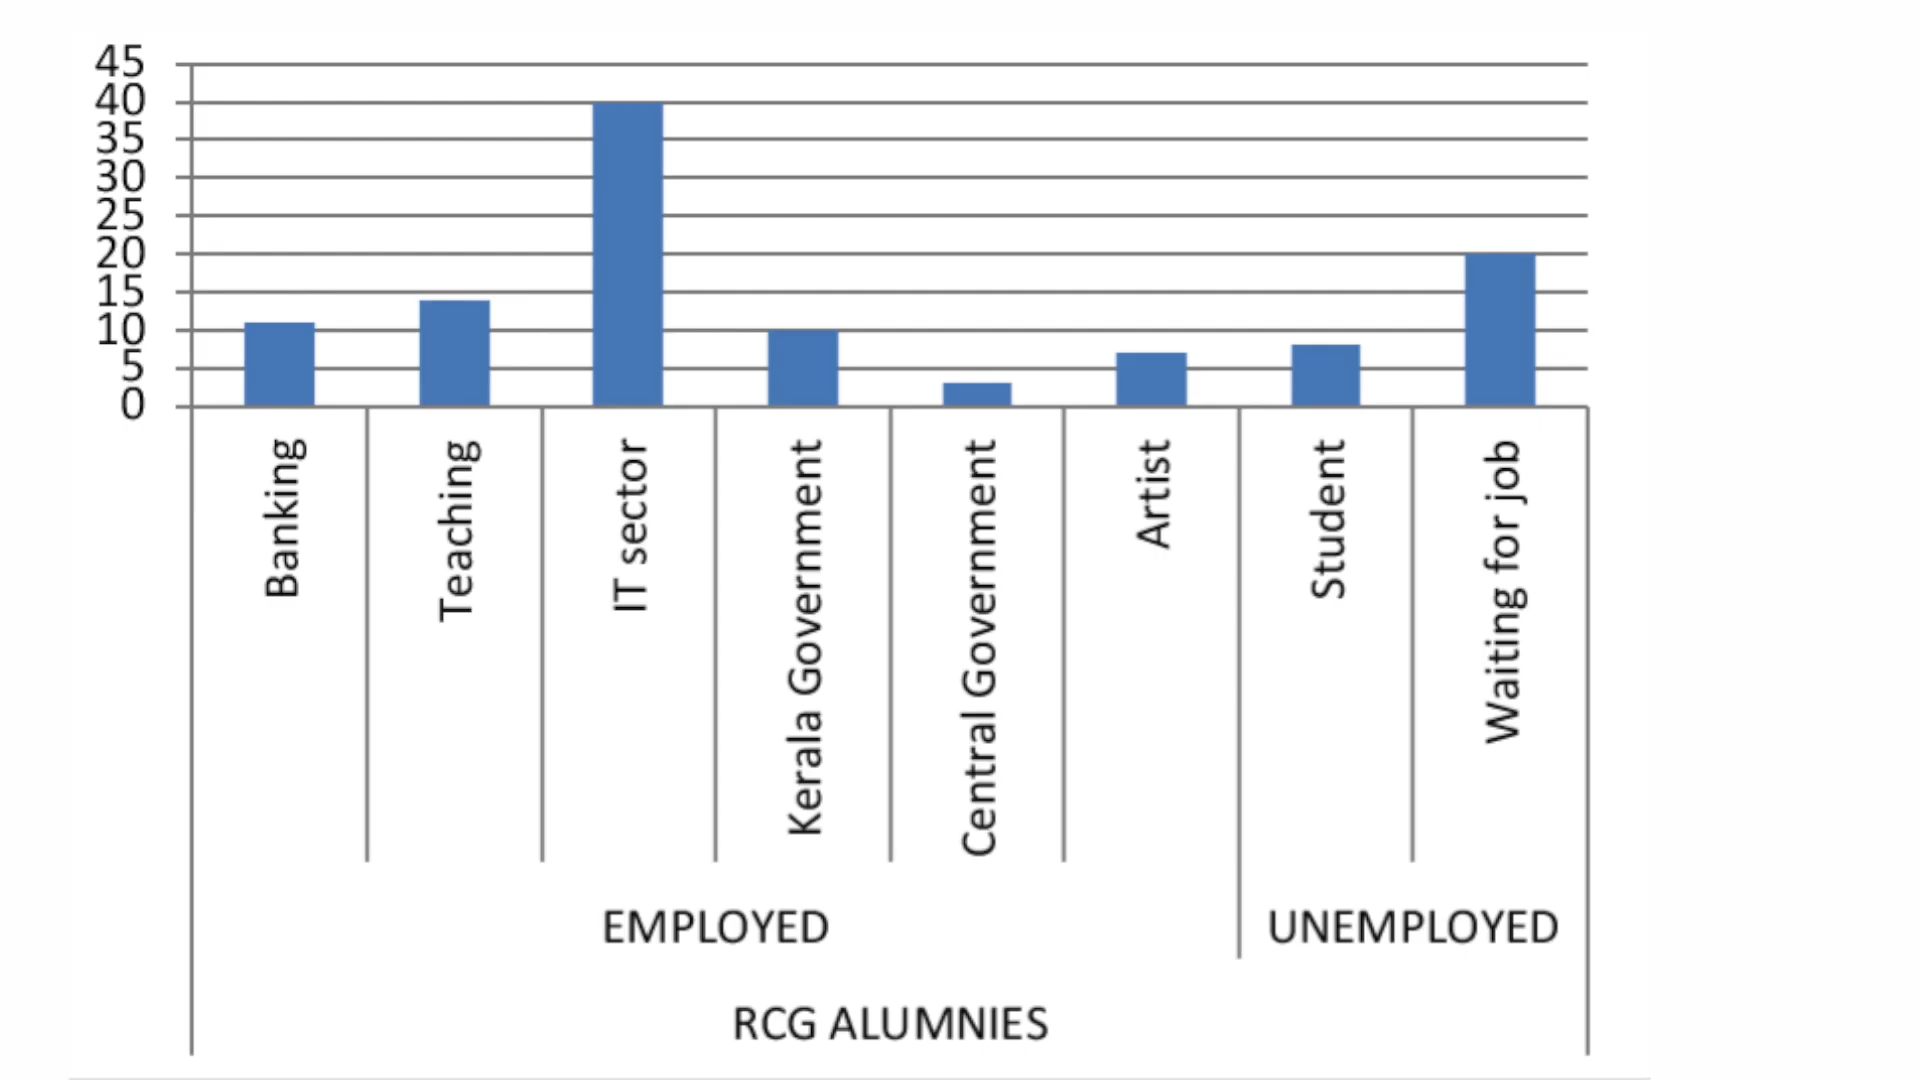 45
40
35
30
25
20
15
10
5
0
Banking
Teaching
IT sector
Kerala Government
Central Government
Artist
Student
Waiting for job
EMPLOYED
UNEMPLOYED
RCG ALUMNIES